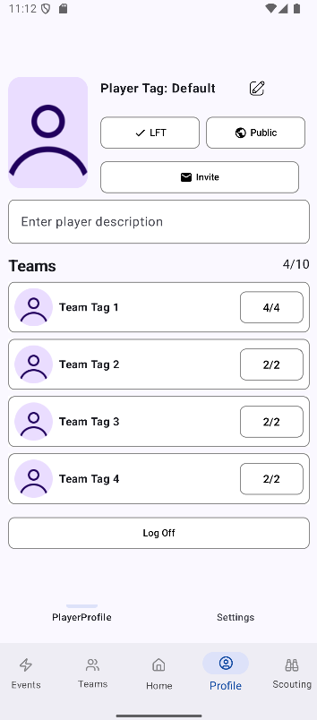 11:12
Player Tag: Default
LFT
Public
Invite
Enter player description
Teams
4/10
Team Tag 1
4/4
Team Tag 2
2/2
Team Tag 3
2/2
Team Tag 4
2/2
Log Off
PlayerProfile
Settings
Events
Teams
Home
Profile
Scouting